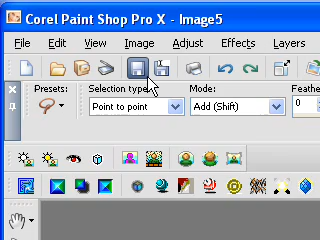 Corel Paint Shop Pro X - Image5
File Edit View Image Adjust Effects Layers
Presets: Selection type: Mode:
Point to point Add (Shift) 0